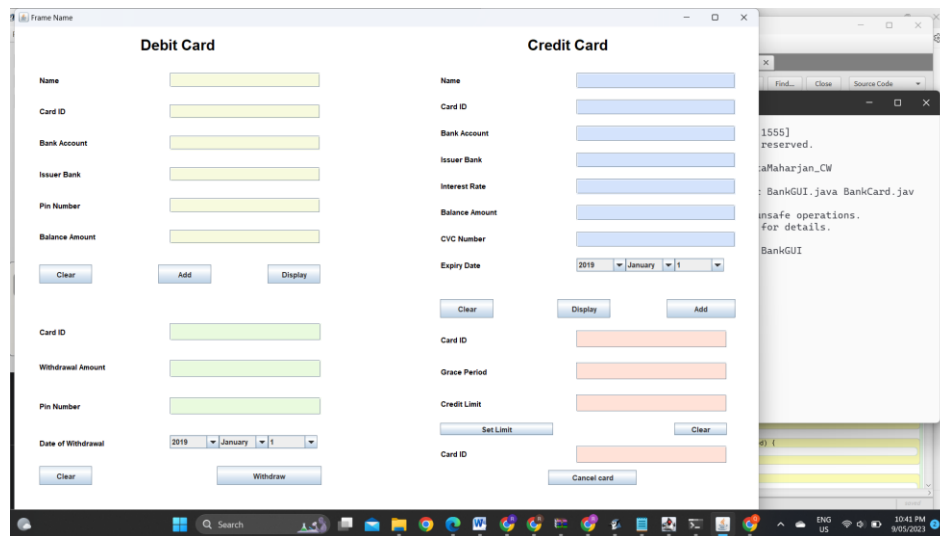 Frame Name
Debit Card
Name
Card ID
Bank Account
Issuer Bank
Pin Number
Balance Amount
Clear Add Display
Card ID
Withdrawal Amount
Pin Number
Date of Withdrawal 2019 January 1
Clear Withdraw
Credit Card
Name
Card ID
Bank Account
Issuer Bank
Interest Rate
Balance Amount
CVC Number
Expiry Date 2019 January 1
Clear Display Add
Card ID
Grace Period
Credit Limit
Set Limit Clear
Card ID
Cancel card
Find... Close Source Code
1555]
reserved.
aMaharjan_CW
BankGUI.java BankCard.jav
unsafe operations.
for details.
BankGUI
Search
ENG
US
10:41 PM
9/05/2023